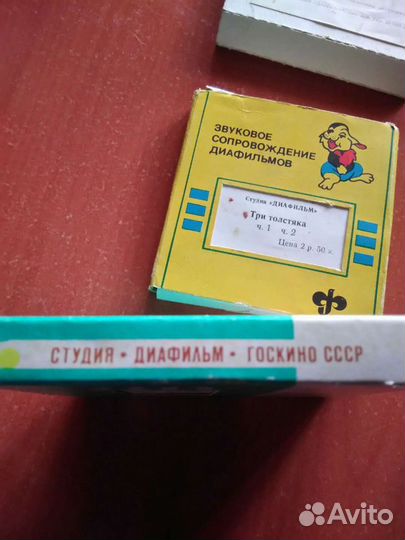 ЗВУКОВОЕ
СОПРОВОЖДЕНИЕ
ДИАФИЛЬМОВ
Студия «ДИАФИЛЬМ»
Три толстяка
ч. 1 ч. 2
Цена 2 р. 50 к.
СТУДИЯ • ДИАФИЛЬМ • ГОСКИНО СССР
Avito